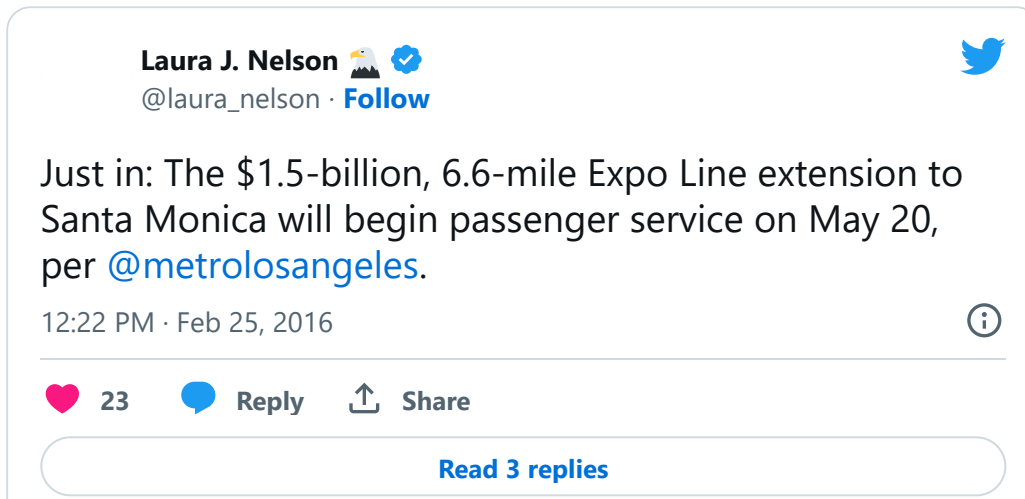 Laura J. Nelson 🦅
@laura_nelson · Follow
Just in: The $1.5-billion, 6.6-mile Expo Line extension to
Santa Monica will begin passenger service on May 20,
per @metrolosangeles.
12:22 PM · Feb 25, 2016
23 Reply Share
Read 3 replies